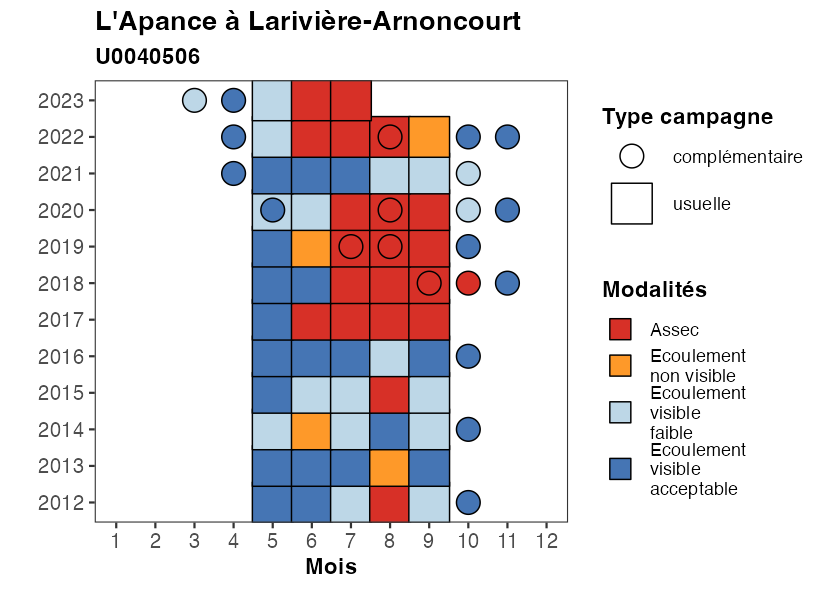 L'Apance à Larivière-Arnoncourt
U0040506
2023
2022
2021
2020
2019
2018
2017
2016
2015
2014
2013
2012
1 2 3 4 5 6 7 8 9 10 11 12
Mois
Type campagne
complémentaire
usuelle
Modalités
Assec
Ecoulement
non visible
Ecoulement
visible
faible
Ecoulement
visible
acceptable